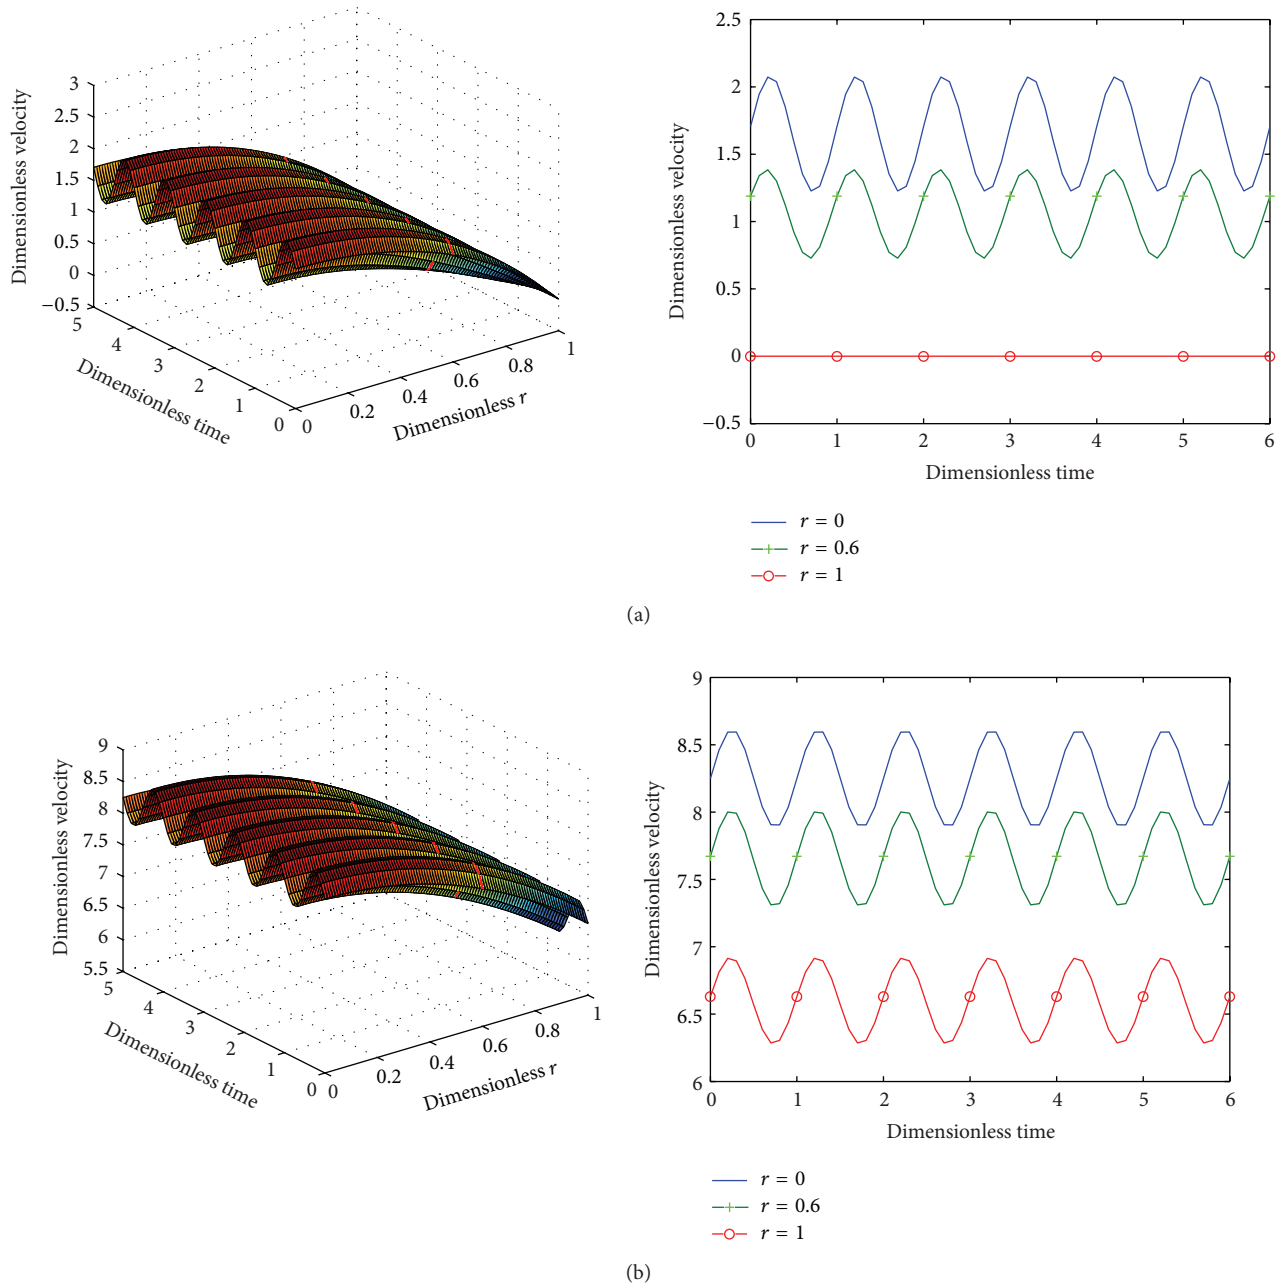 3
2.5
2
1.5
1
0.5
0
−0.5
Dimensionless velocity
5
4
3
2
1
0
Dimensionless time
0
0.2
0.4
0.6
0.8
1
Dimensionless r
2.5
2
1.5
1
0.5
0
−0.5
Dimensionless velocity
0 1 2 3 4 5 6
Dimensionless time
r = 0
r = 0.6
r = 1
(a)
9
8.5
8
7.5
7
6.5
6
5.5
Dimensionless velocity
5
4
3
2
1
0
Dimensionless time
0
0.2
0.4
0.6
0.8
1
Dimensionless r
9
8.5
8
7.5
7
6.5
6
Dimensionless velocity
0 1 2 3 4 5 6
Dimensionless time
r = 0
r = 0.6
r = 1
(b)